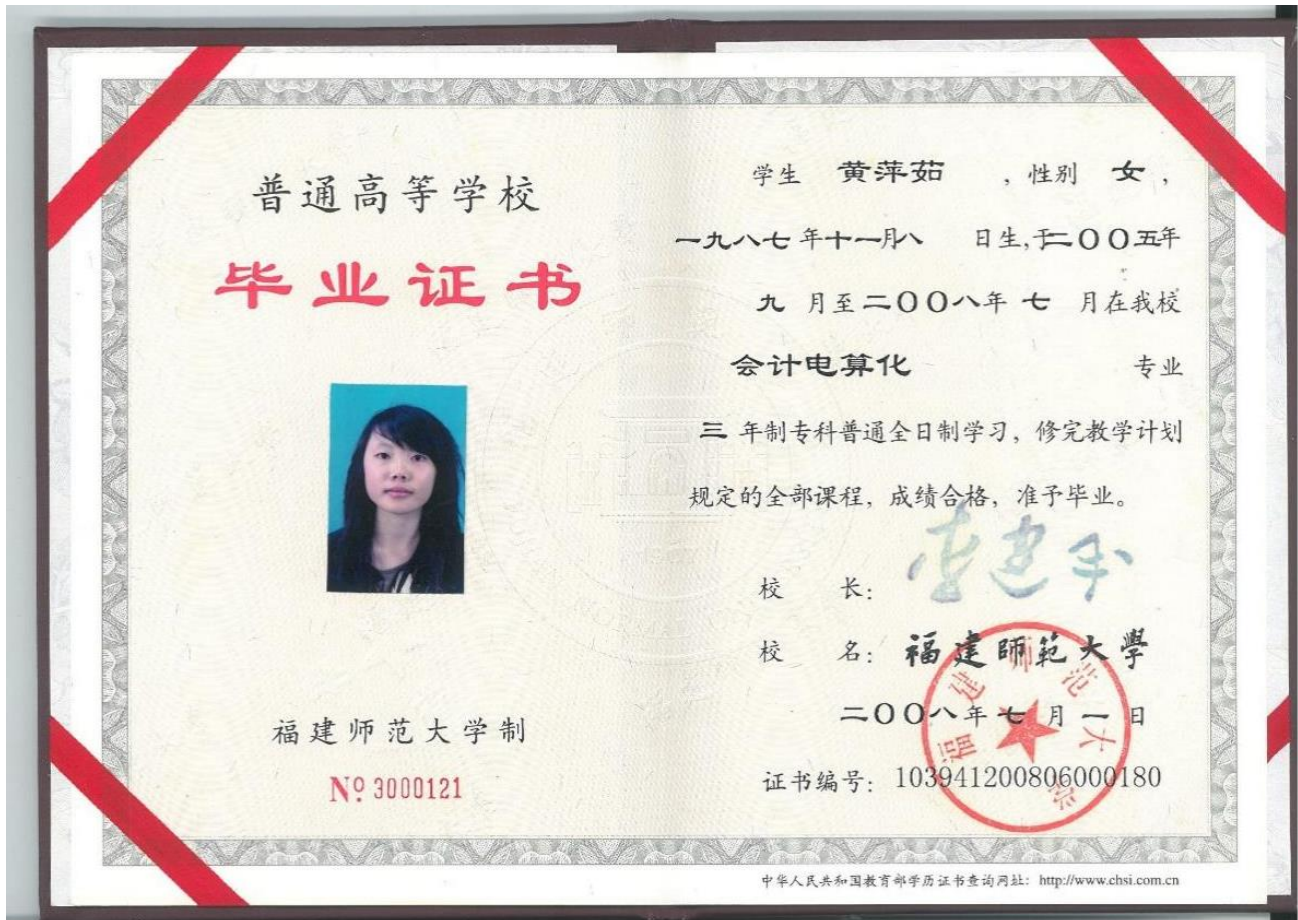 普通高等学校
毕业证书
福建师范大学制
Nº 3000121
学生 黄萍茹 ，性别 女，
一九八七年十一月八 日生,于二〇〇五年
九 月至二〇〇八年 七 月在我校
会计电算化 专业
三 年制专科普通全日制学习，修完教学计划
规定的全部课程，成绩合格，准予毕业。
校 长：
校 名：福建師範大學
福建师范大学
二〇〇八年七月一日
证书编号：103941200806000180
中华人民共和国教育部学历证书查询网址：http://www.chsi.com.cn